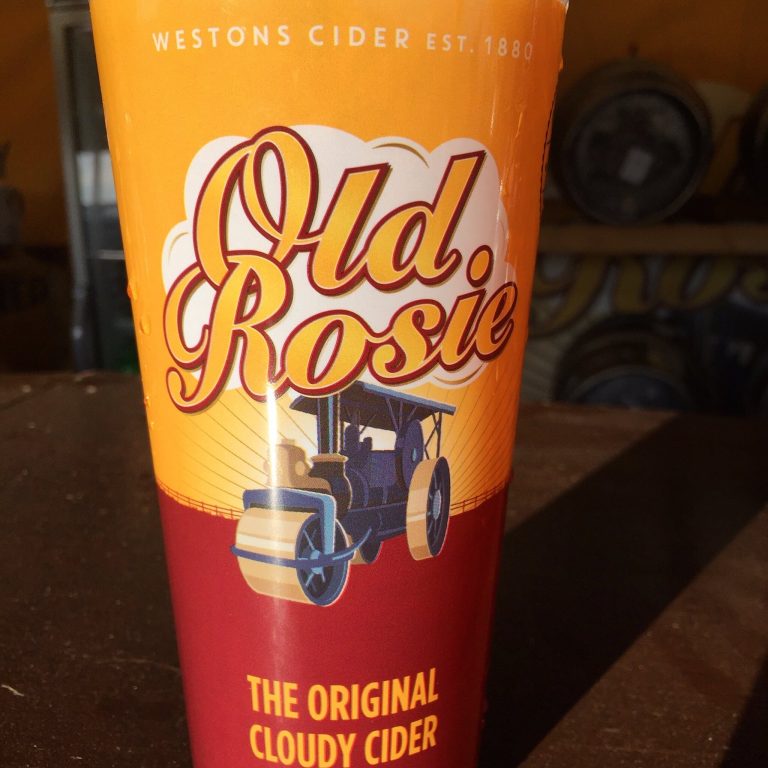 WESTONS CIDER EST. 1880
Old
Rosie
THE ORIGINAL
CLOUDY CIDER